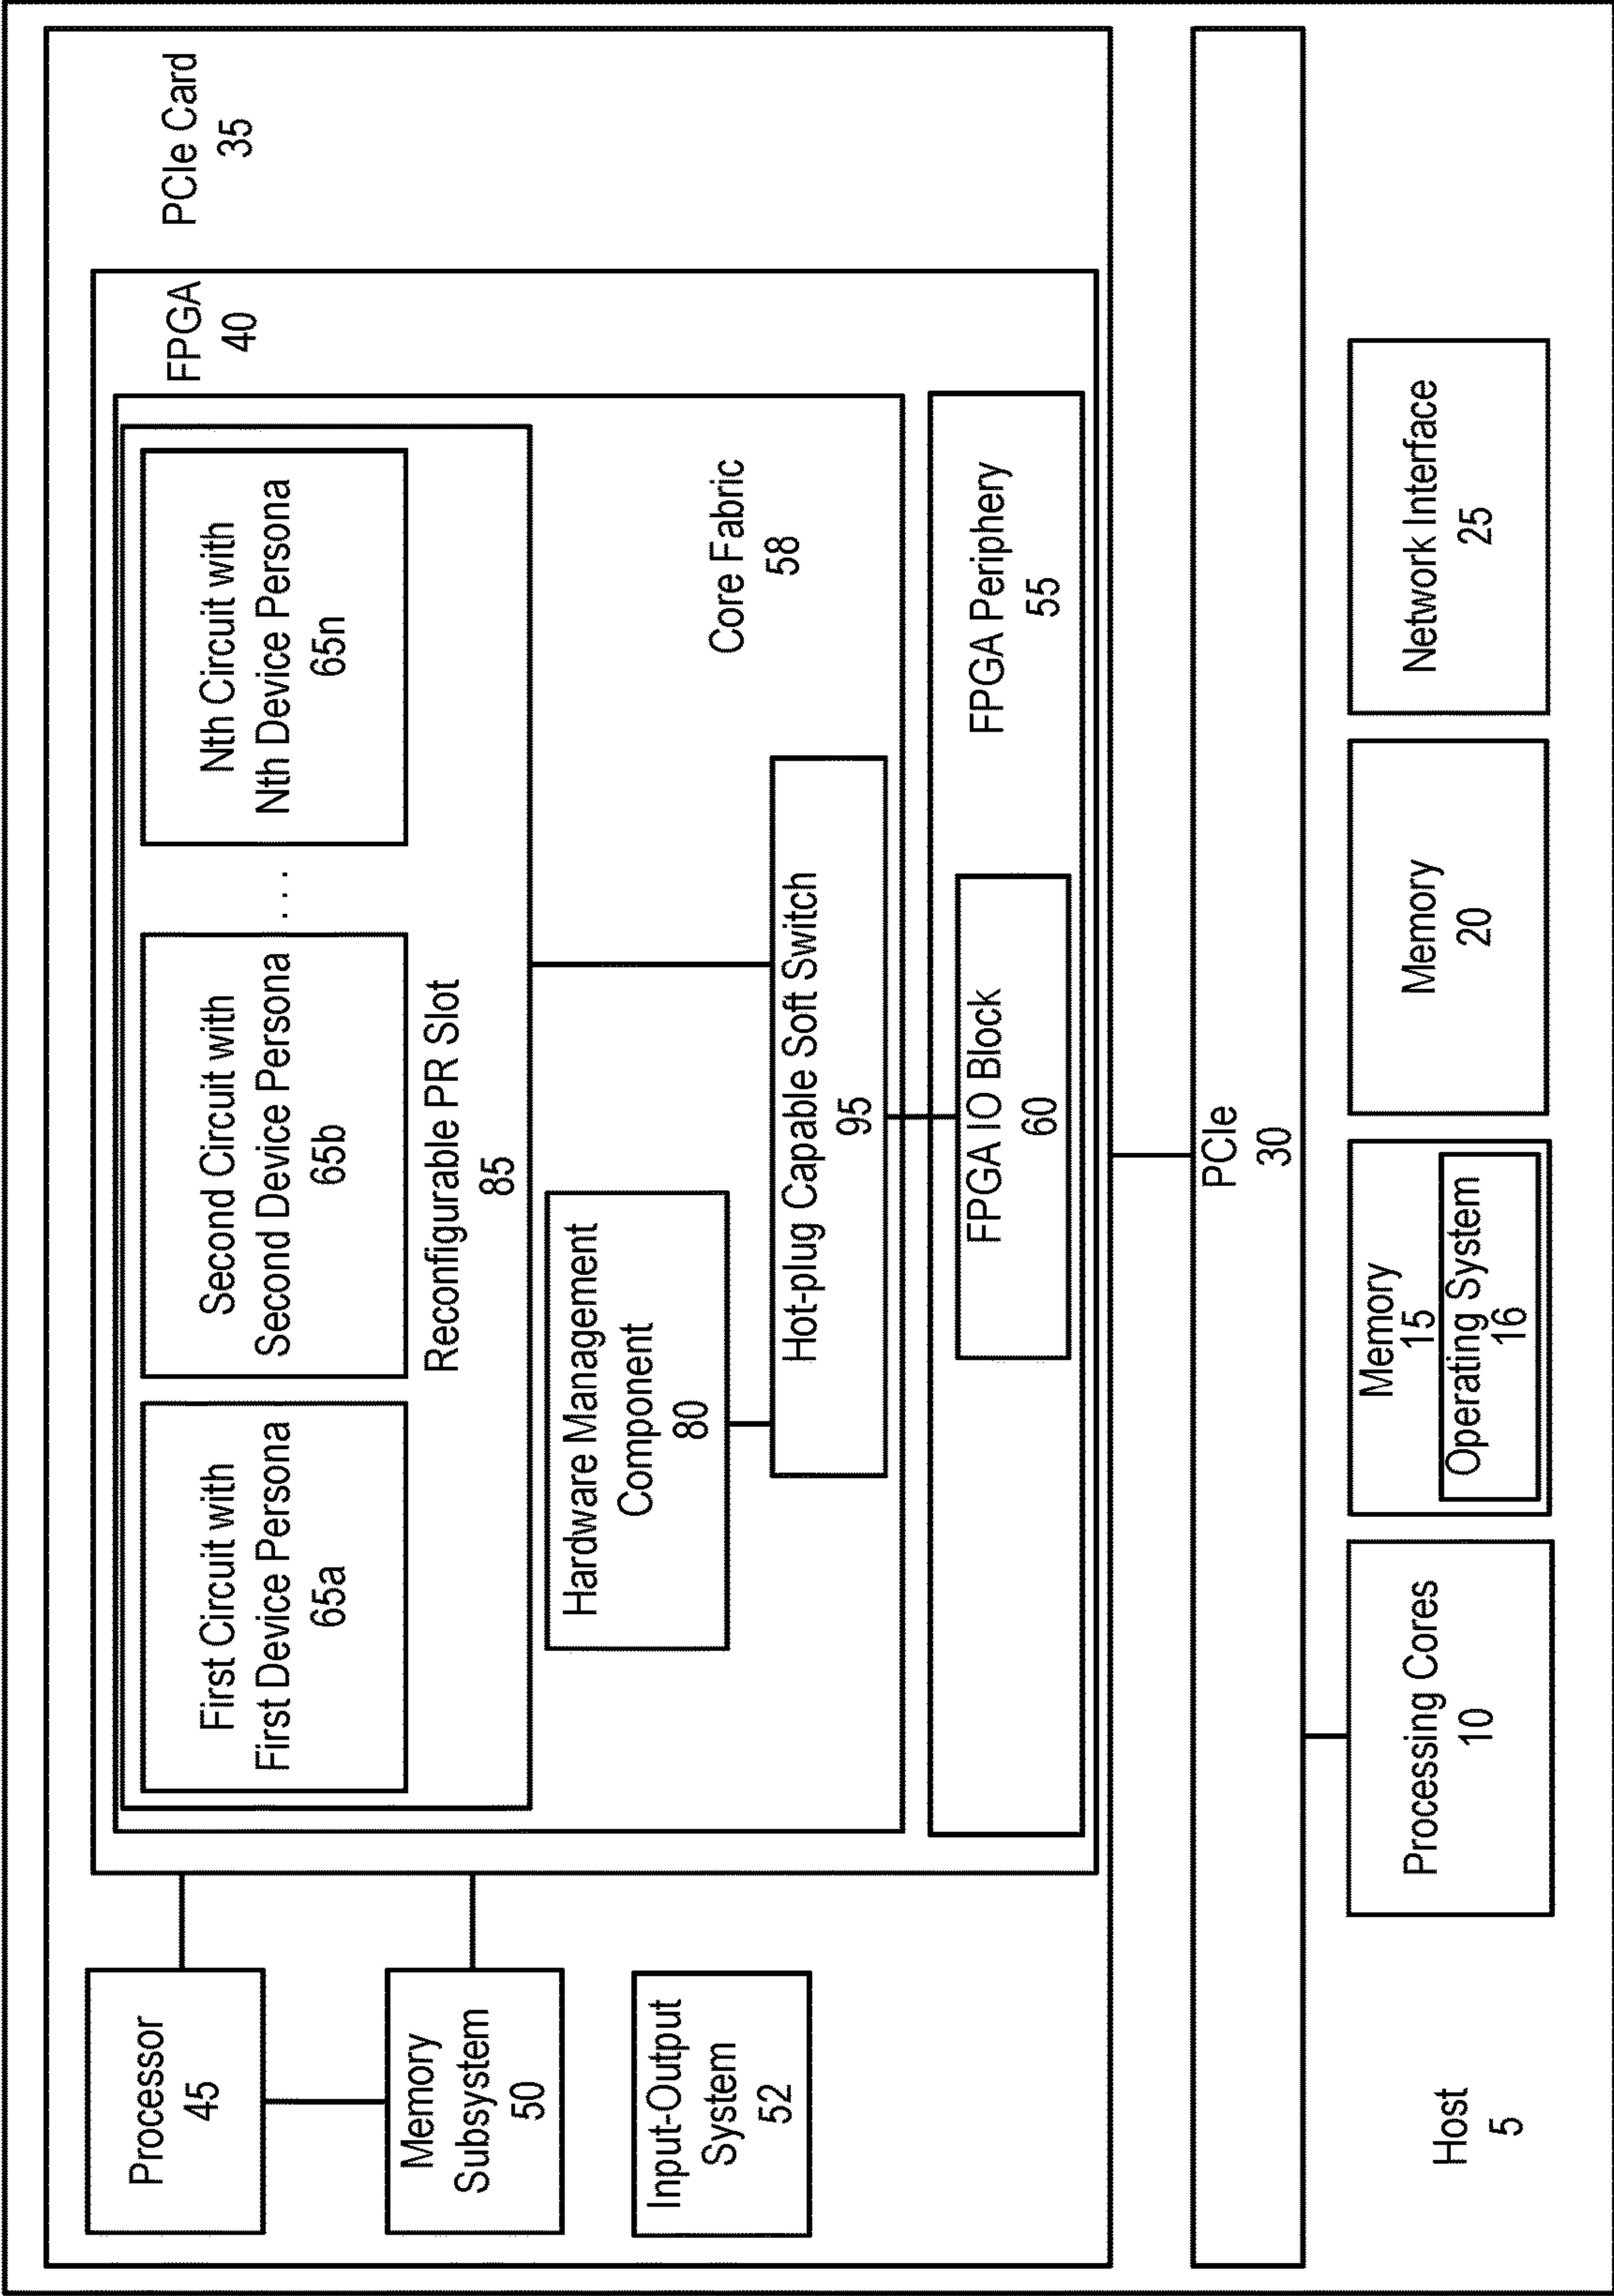 Processor
45
Memory
Subsystem
50
Input-Output
System
52
First Circuit with
First Device Persona
65a
Second Circuit with
Second Device Persona
65b
. . .
Nth Circuit with
Nth Device Persona
65n
Reconfigurable PR Slot
85
Hardware Management
Component
80
Hot-plug Capable Soft Switch
95
Core Fabric
58
FPGA
40
PCIe Card
35
FPGA IO Block
60
FPGA Periphery
55
PCIe
30
Host
5
Processing Cores
10
Memory
15
Operating System
16
Memory
20
Network Interface
25